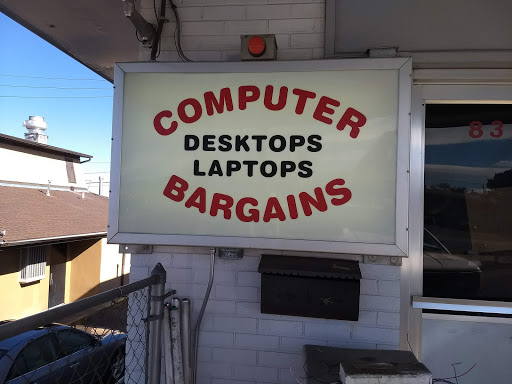 COMPUTER
DESKTOPS
LAPTOPS
BARGAINS
83